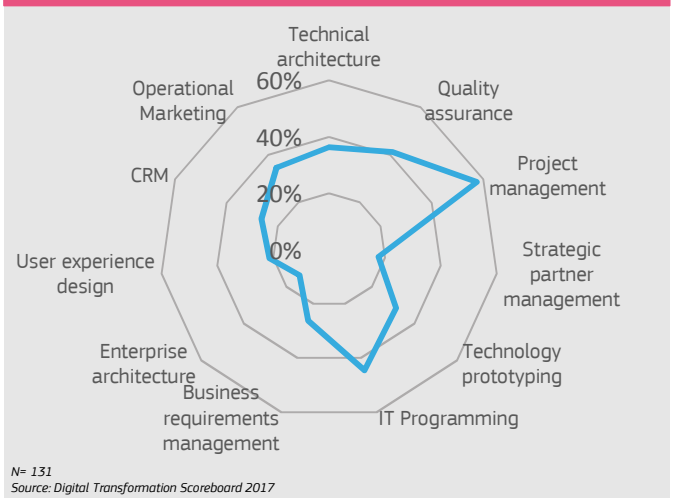 Technical
architecture
60%
Quality
assurance
Operational
Marketing
40%
Project
management
CRM
20%
0%
Strategic
partner
management
User experience
design
Technology
prototyping
Enterprise
architecture
IT Programming
Business
requirements
management
N= 131
Source: Digital Transformation Scoreboard 2017